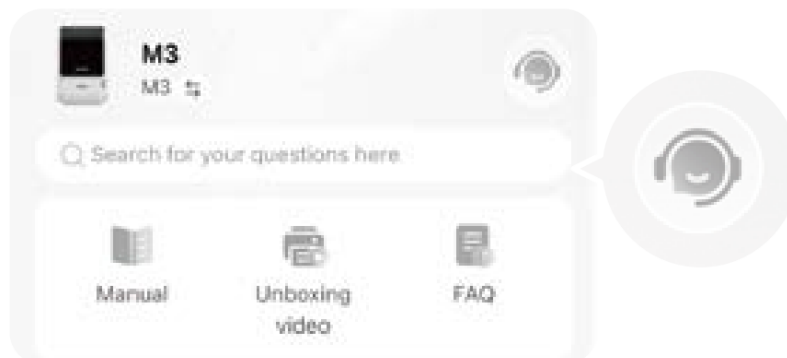 M3
M3
Search for your questions here
Manual
Unboxing
video
FAQ